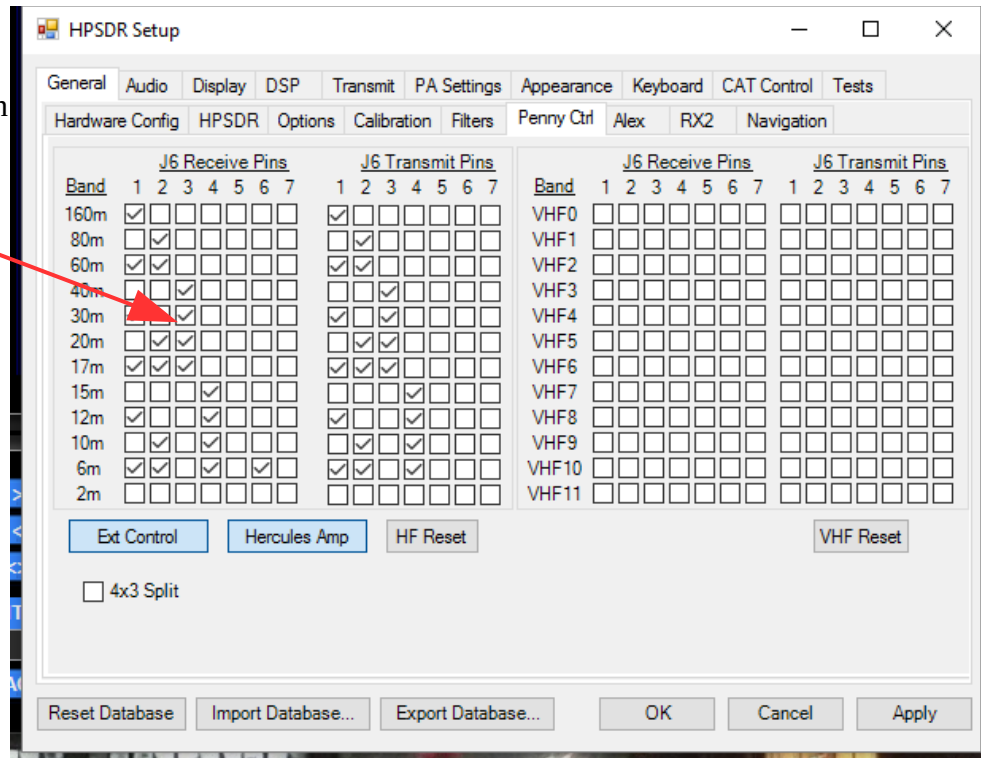 HPSDR Setup
General Audio Display DSP Transmit PA Settings Appearance Keyboard CAT Control Tests
Hardware Config HPSDR Options Calibration Filters Penny Ctrl Alex RX2 Navigation
J6 Receive Pins J6 Transmit Pins J6 Receive Pins J6 Transmit Pins
Band 1 2 3 4 5 6 7 1 2 3 4 5 6 7 Band 1 2 3 4 5 6 7 1 2 3 4 5 6 7
160m VHF0
80m VHF1
60m VHF2
40m VHF3
30m VHF4
20m VHF5
17m VHF6
15m VHF7
12m VHF8
10m VHF9
6m VHF10
2m VHF11
Ext Control Hercules Amp HF Reset VHF Reset
4x3 Split
Reset Database Import Database... Export Database... OK Cancel Apply